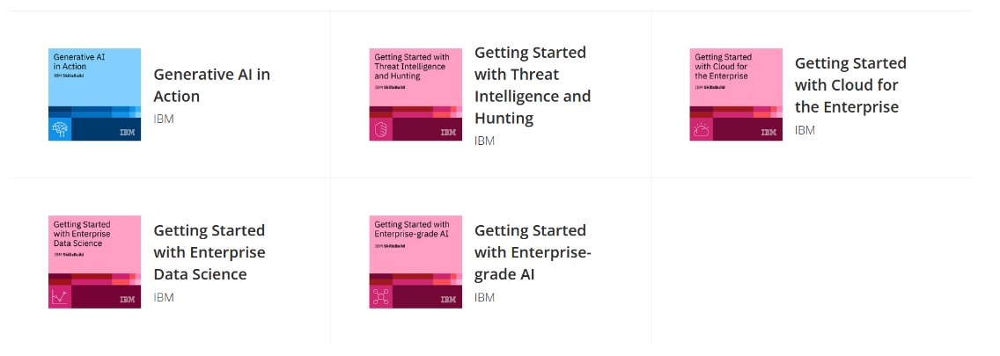 Generative AI
in Action
IBM SkillsBuild
IBM
Generative AI in
Action
IBM
Getting Started with
Threat Intelligence
and Hunting
IBM SkillsBuild
IBM
Getting Started
with Threat
Intelligence and
Hunting
IBM
Getting Started
with Cloud for
the Enterprise
IBM SkillsBuild
IBM
Getting Started
with Cloud for
the Enterprise
IBM
Getting Started
with Enterprise
Data Science
IBM SkillsBuild
IBM
Getting Started
with Enterprise
Data Science
IBM
Getting Started with
Enterprise-grade AI
IBM SkillsBuild
IBM
Getting Started
with Enterprise-
grade AI
IBM